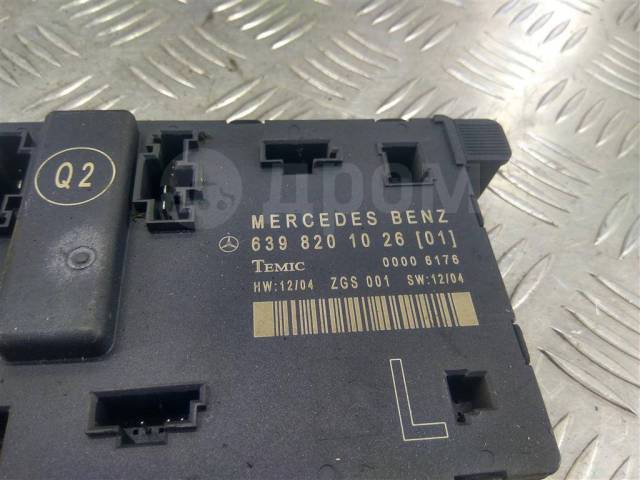 Q2
ДРОМ
MERCEDES BENZ
639 820 10 26 [01]
TEMIC 0000 6176
HW:12/04 ZGS 001 SW:12/04
L